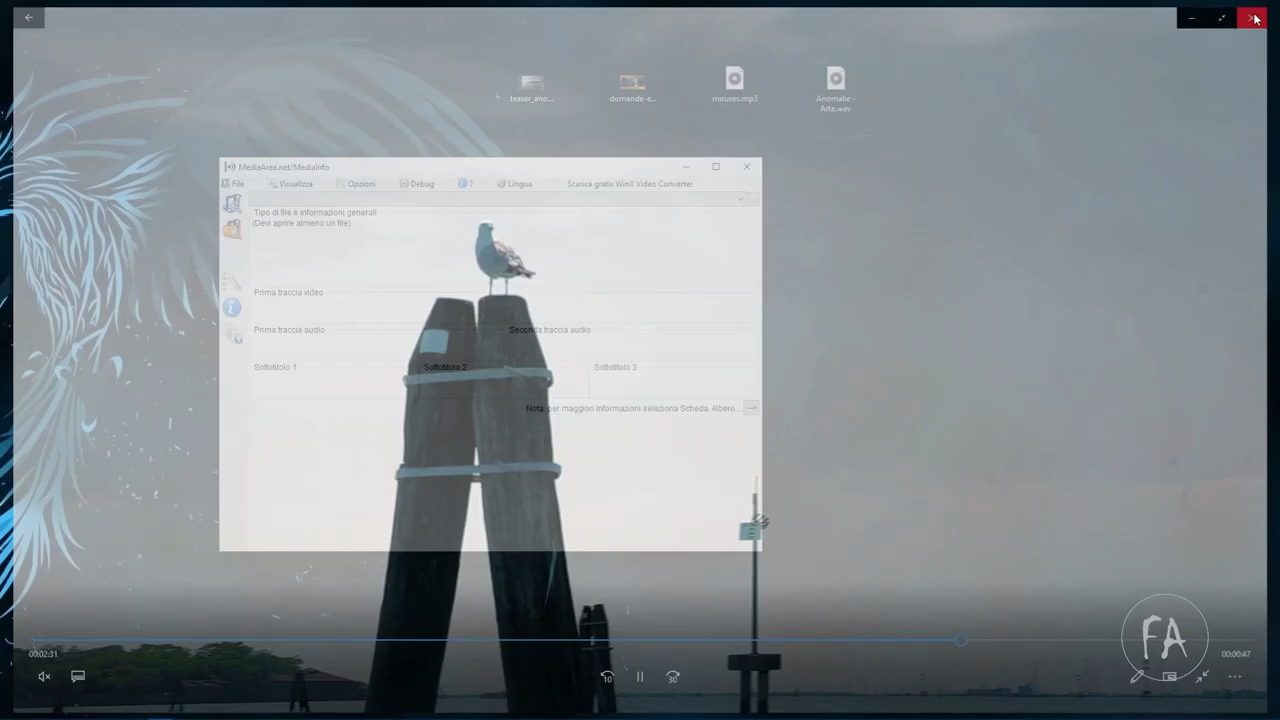 teaser_ano...
domande-e...
mouses.mp3
Anomalie -
Arte.wav
MediaArea.net/MediaInfo
File
Visualizza
Opzioni
Debug
?
Lingua
Scarica gratis WinX Video Converter
Tipo di file e informazioni generali
(Devi aprire almeno un file)
Prima traccia video
Prima traccia audio
Seconda traccia audio
Sottotitolo 1
Sottotitolo 2
Sottotitolo 3
Nota: per maggiori informazioni seleziona Scheda, Albero...
00:02:31
00:00:47
10
30
FA